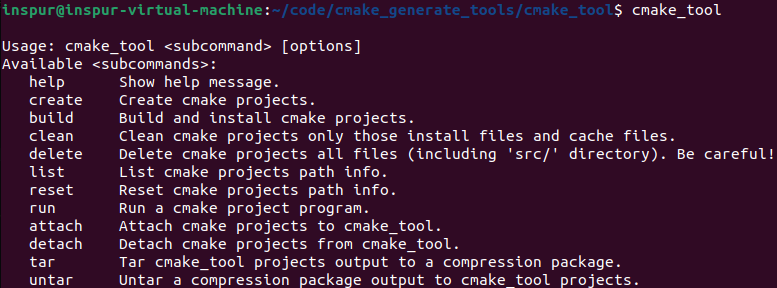 inspur@inspur-virtual-machine:~/code/cmake_generate_tools/cmake_tool$ cmake_tool
Usage: cmake_tool <subcommand> [options]
Available <subcommands>:
help Show help message.
create Create cmake projects.
build Build and install cmake projects.
clean Clean cmake projects only those install files and cache files.
delete Delete cmake projects all files (including 'src/' directory). Be careful!
list List cmake projects path info.
reset Reset cmake projects path info.
run Run a cmake project program.
attach Attach cmake projects to cmake_tool.
detach Detach cmake projects from cmake_tool.
tar Tar cmake_tool projects output to a compression package.
untar Untar a compression package output to cmake_tool projects.